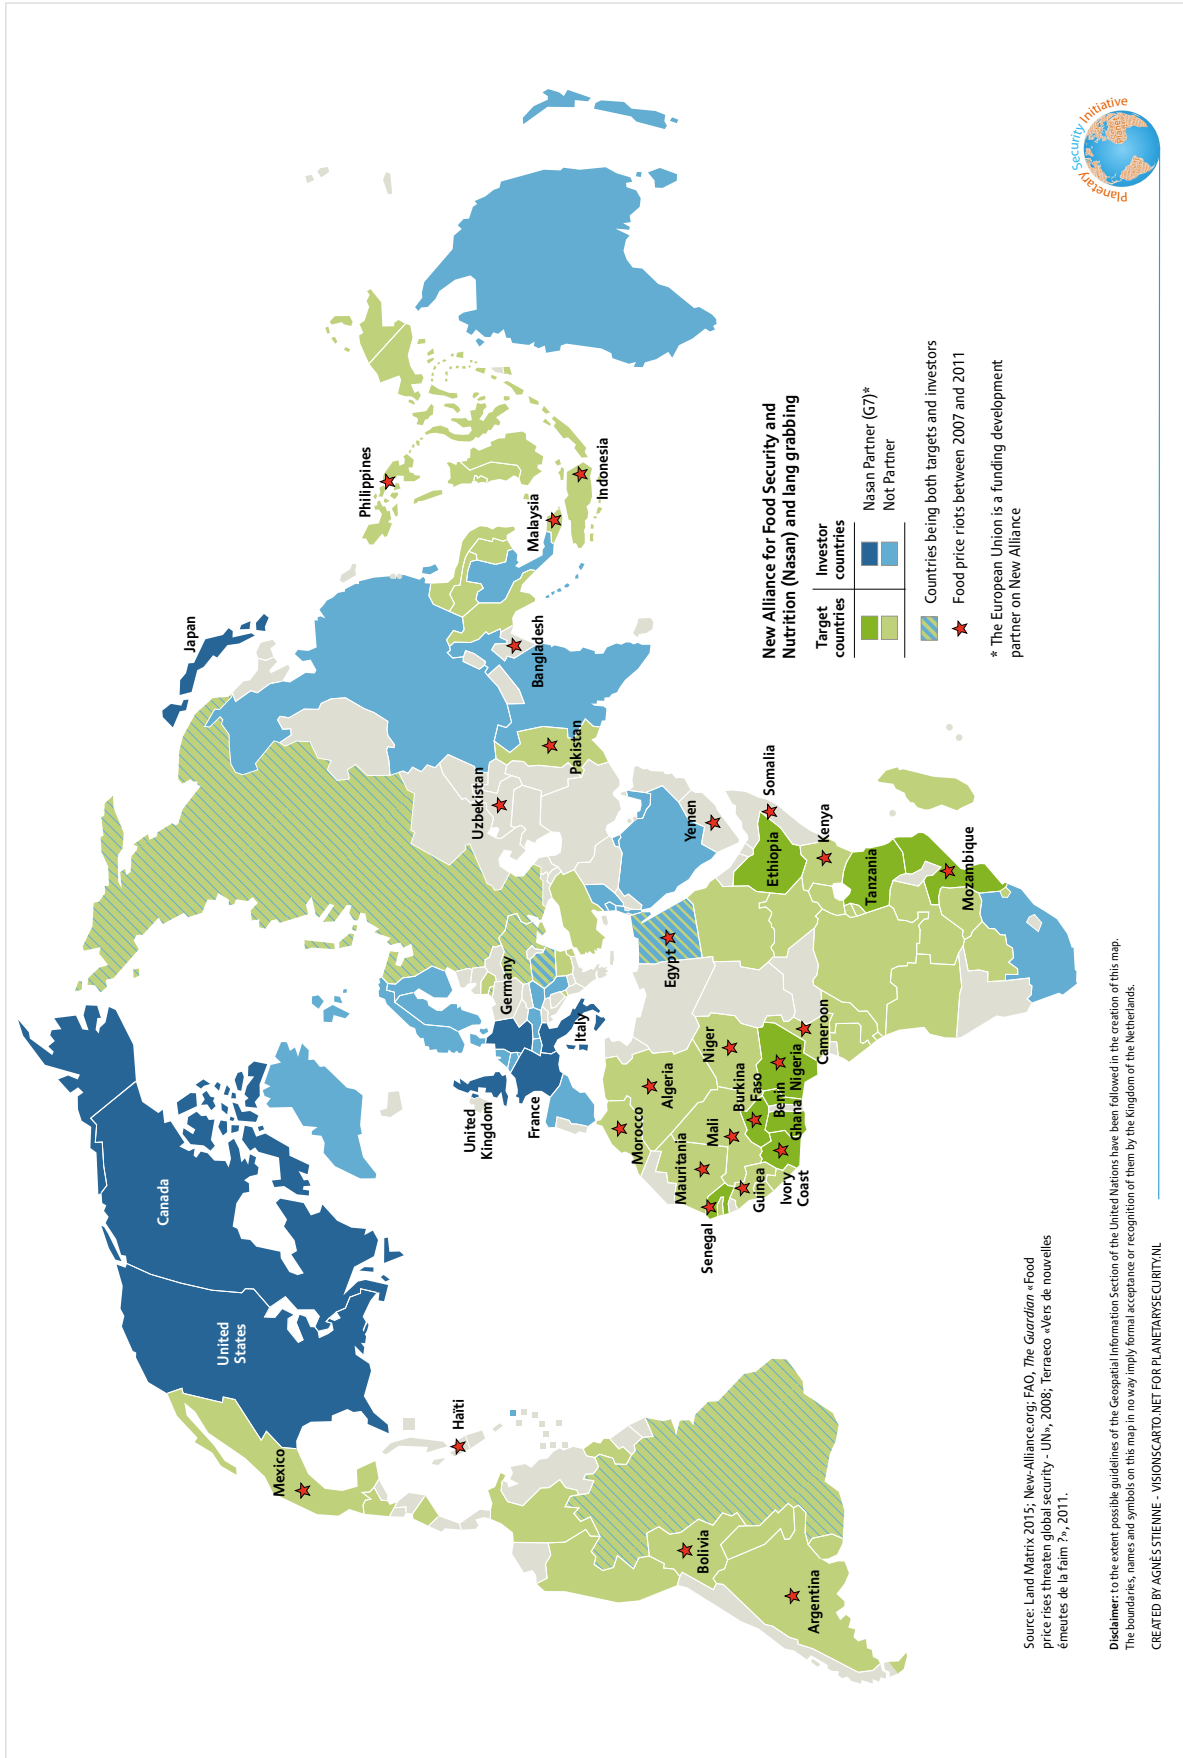 Canada
United
States
Mexico
Haïti
Bolivia
Argentina
Japan
Philippines
Malaysia
Indonesia
Bangladesh
Pakistan
Uzbekistan
Yemen
Somalia
Ethiopia
Kenya
Tanzania
Mozambique
Egypt
Germany
Italy
France
United
Kingdom
Morocco
Algeria
Niger
Mauritania
Mali
Burkina
Faso
Benin
Nigeria
Cameroon
Ghana
Ivory
Coast
Guinea
Senegal
New Alliance for Food Security and
Nutrition (Nasan) and lang grabbing
Target
countries
Investor
countries
Nasan Partner (G7)*
Not Partner
Countries being both targets and investors
Food price riots between 2007 and 2011
* The European Union is a funding development
partner on New Alliance
Source: Land Matrix 2015; New-Alliance.org; FAO, The Guardian «Food
price rises threaten global security - UN», 2008; Terraeco «Vers de nouvelles
émeutes de la faim ?», 2011.
Disclaimer: to the extent possible guidelines of the Geospatial Information Section of the United Nations have been followed in the creation of this map.
The boundaries, names and symbols on this map in no way imply formal acceptance or recognition of them by the Kingdom of the Netherlands.
CREATED BY AGNÈS STIENNE - VISIONSCARTO.NET FOR PLANETARYSECURITY.NL
Planetary Security Initiative